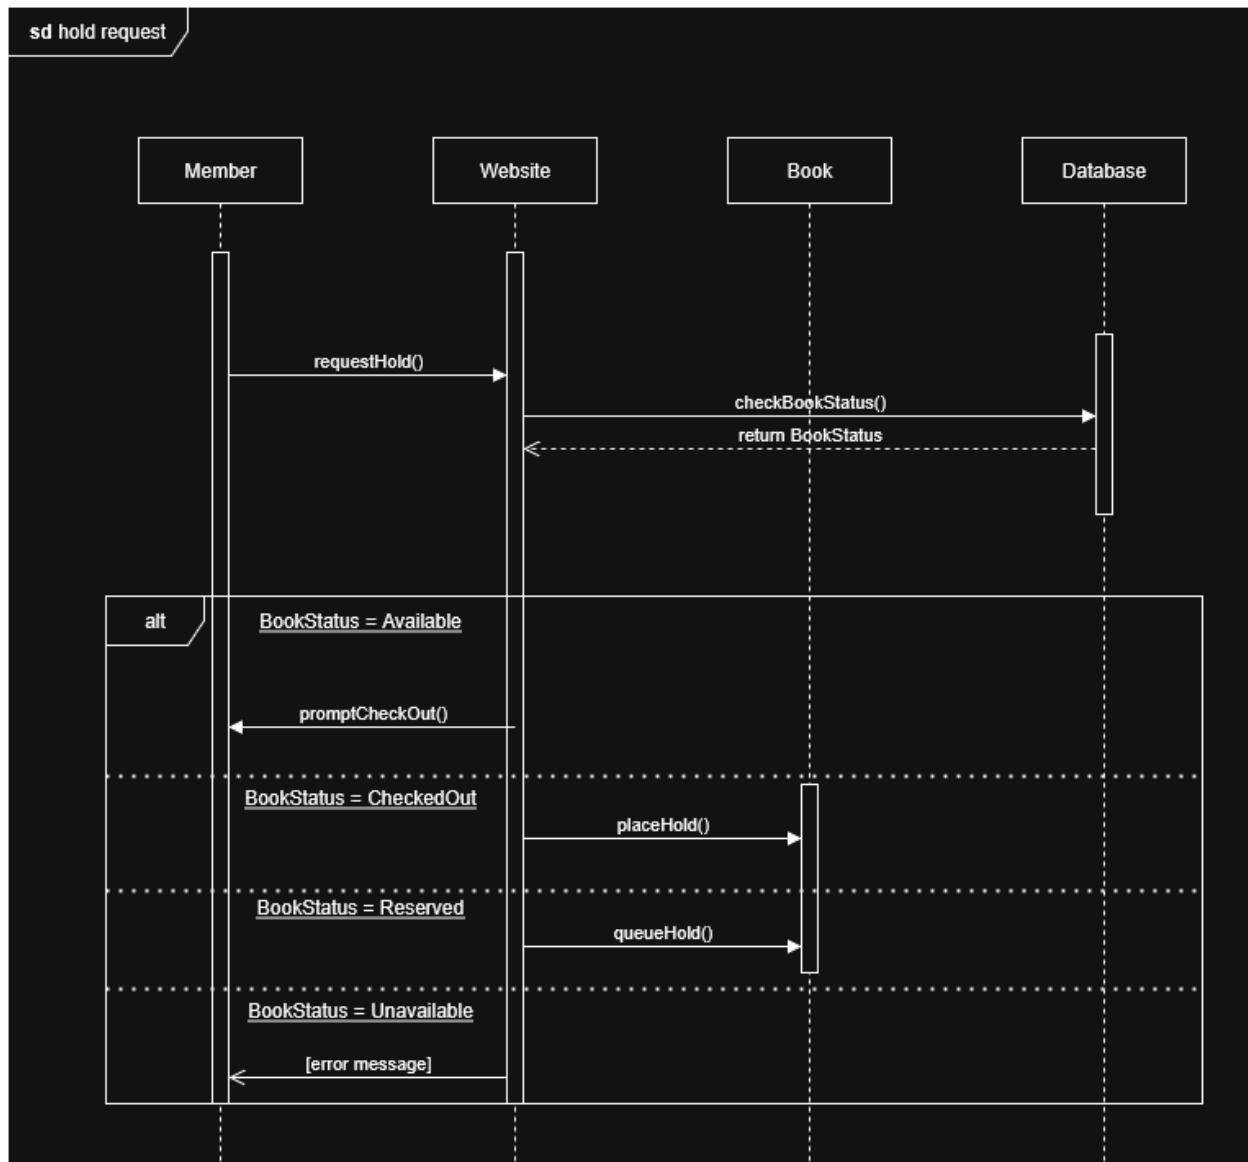 sd hold request
Member
Website
Book
Database
requestHold()
checkBookStatus()
return BookStatus
alt
BookStatus = Available
promptCheckOut()
BookStatus = CheckedOut
placeHold()
BookStatus = Reserved
queueHold()
BookStatus = Unavailable
[error message]